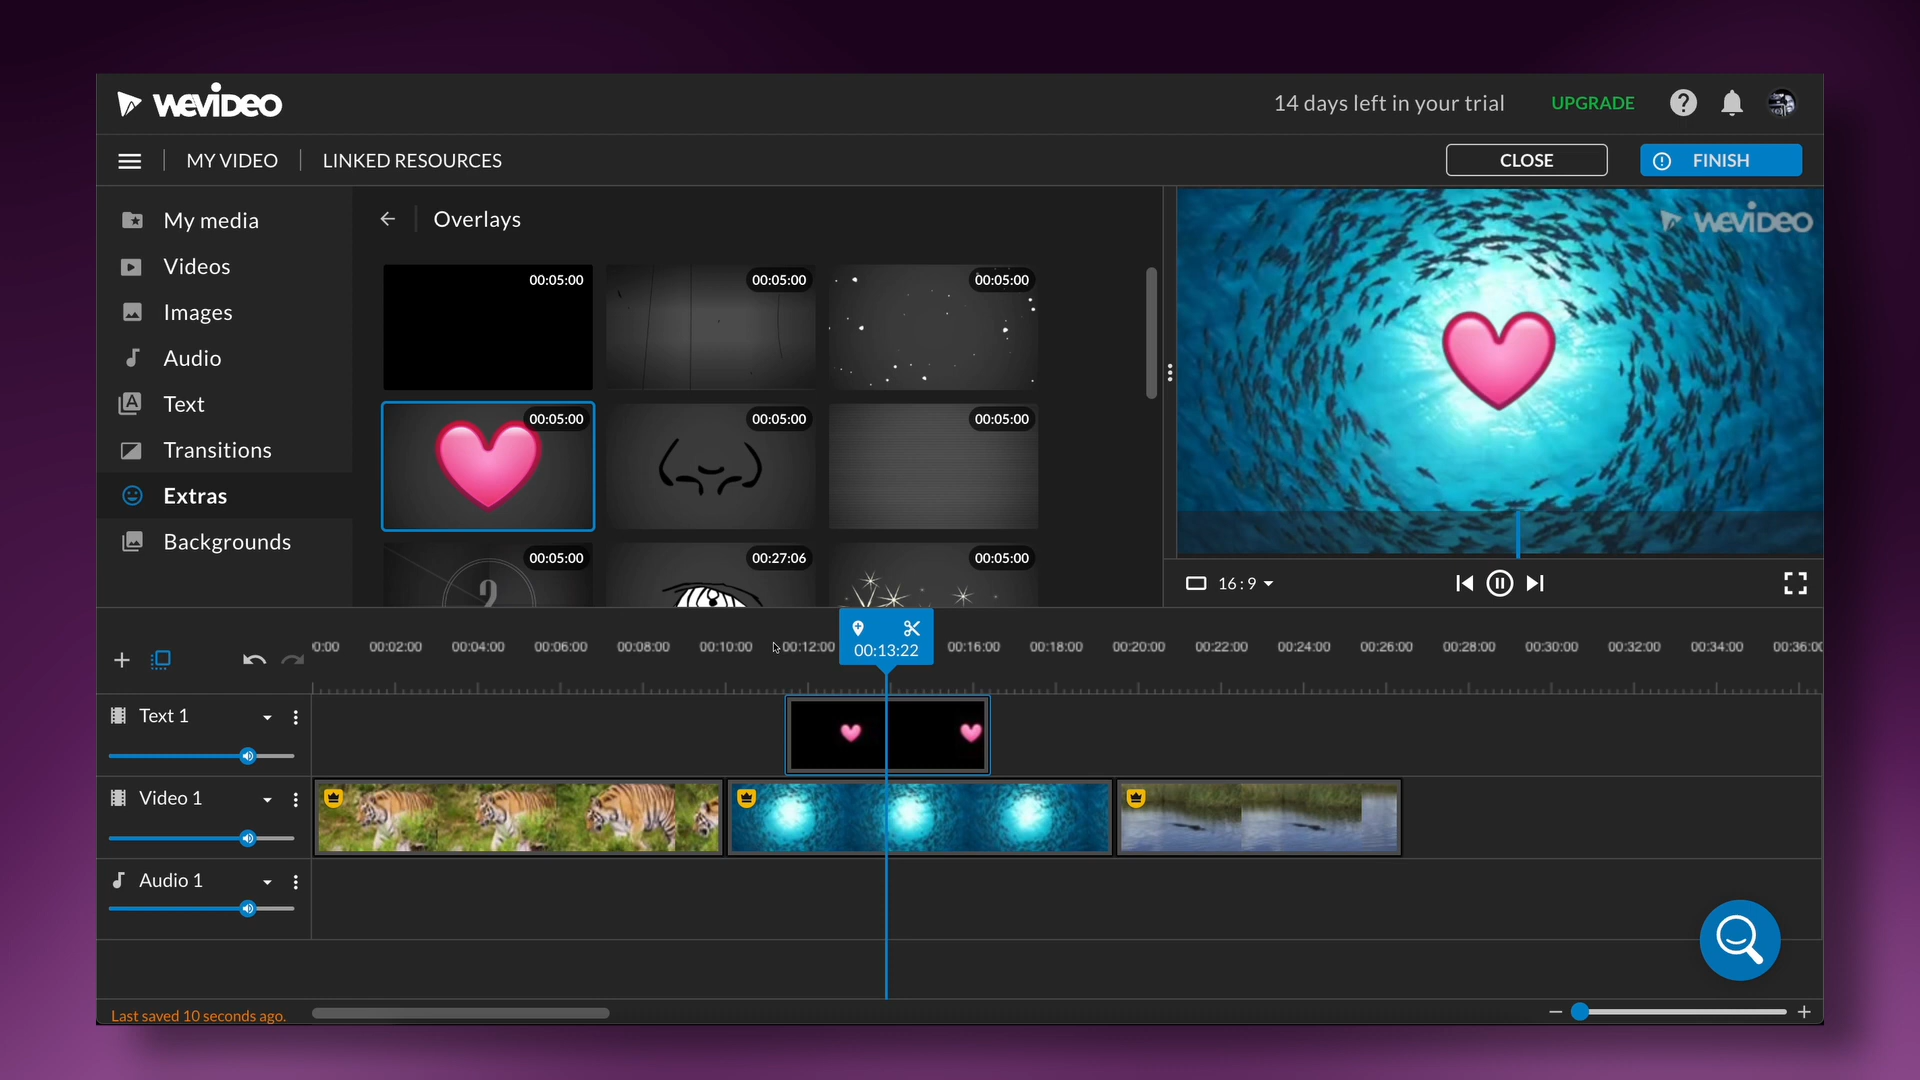 WEVIDEO
14 days left in your trial
UPGRADE
MY VIDEO
LINKED RESOURCES
CLOSE
FINISH
My media
Videos
Images
Audio
Text
Transitions
Extras
Backgrounds
Overlays
00:05:00
00:05:00
00:05:00
00:05:00
00:05:00
00:05:00
00:05:00
2
00:27:06
00:05:00
WEVIDEO
16:9
0:00 00:02:00 00:04:00 00:06:00 00:08:00 00:10:00 00:12:00 00:13:22 00:16:00 00:18:00 00:20:00 00:22:00 00:24:00 00:26:00 00:28:00 00:30:00 00:32:00 00:34:00 00:36:00
Text 1
Video 1
Audio 1
Last saved 10 seconds ago.